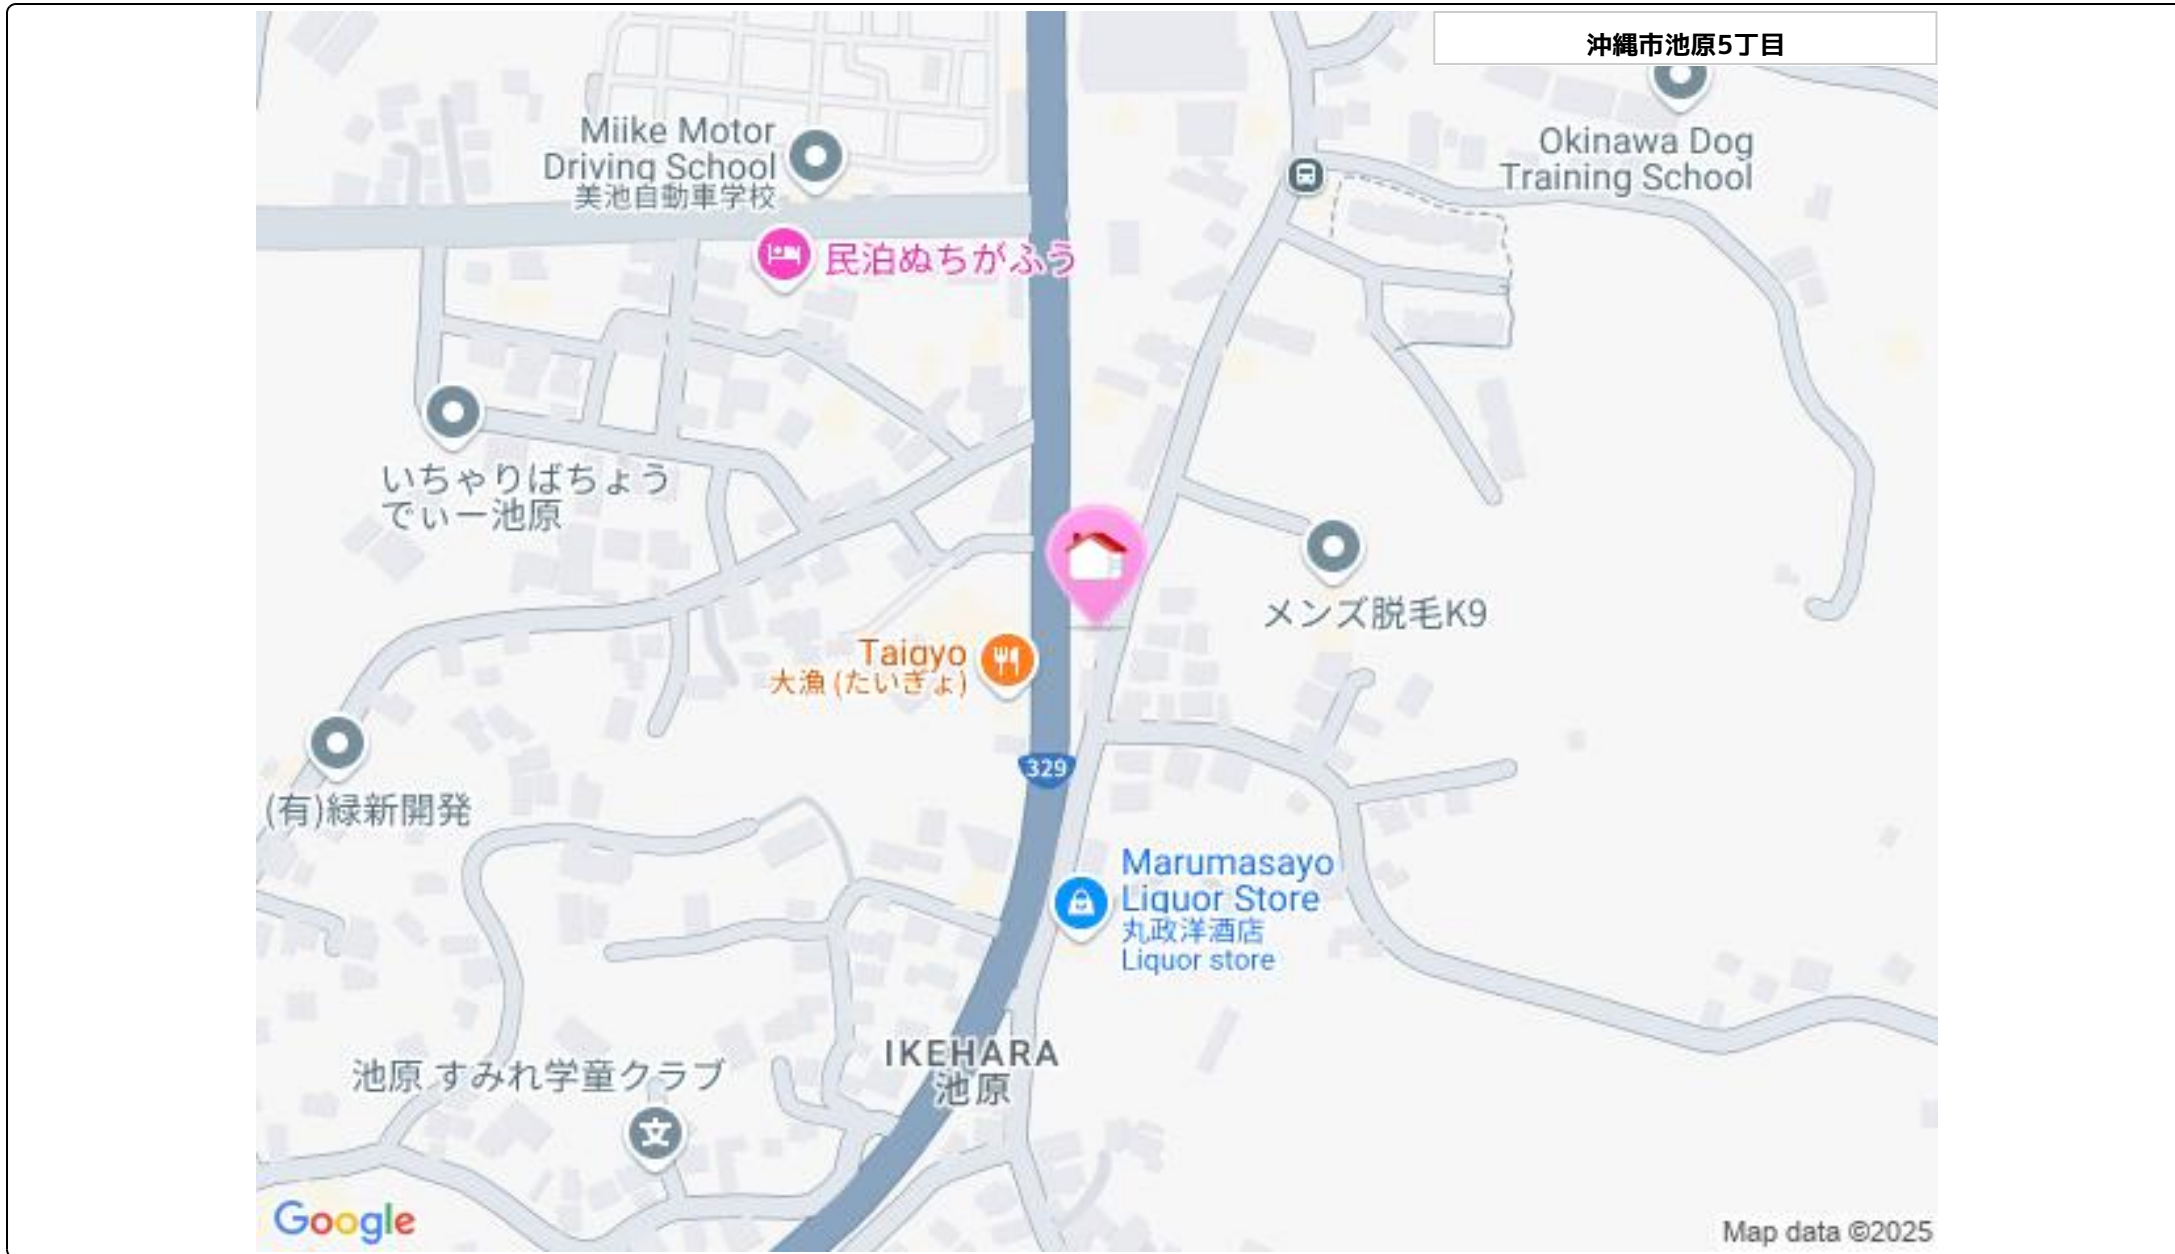 沖縄市池原5丁目
Miike Motor
Driving School
美池自動車学校
Okinawa Dog
Training School
民泊ぬちがふう
いちゃりばちょう
でぃー池原
メンズ脱毛K9
Taigyo
大漁 (たいぎょ)
329
(有)緑新開発
Marumasayo
Liquor Store
丸政洋酒店
Liquor store
IKEHARA
池原
池原 すみれ学童クラブ
文
Google
Map data ©2025